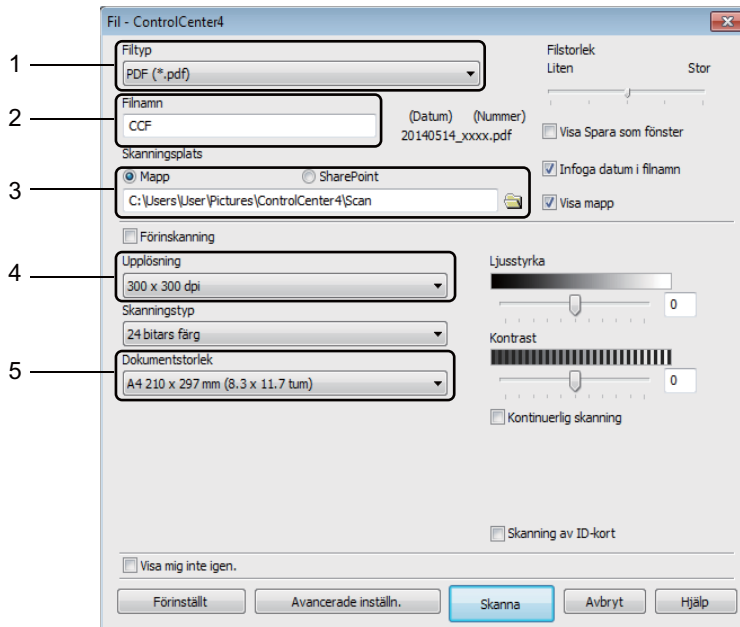 Fil - ControlCenter4
1
Filtyp
PDF (*.pdf)
Filstorlek
Liten Stor
2
Filnamn
CCF
(Datum) (Nummer)
20140514_xxxx.pdf
Visa Spara som fönster
Skanningsplats
3
Mapp SharePoint
C:\Users\User\Pictures\ControlCenter4\Scan
Infoga datum i filnamn
Visa mapp
Förinskanning
4
Upplösning
300 x 300 dpi
Skanningstyp
24 bitars färg
5
Dokumentstorlek
A4 210 x 297 mm (8.3 x 11.7 tum)
Ljusstyrka
0
Kontrast
0
Kontinuerlig skanning
Skanning av ID-kort
Visa mig inte igen.
Förinställt Avancerade inställn. Skanna Avbryt Hjälp